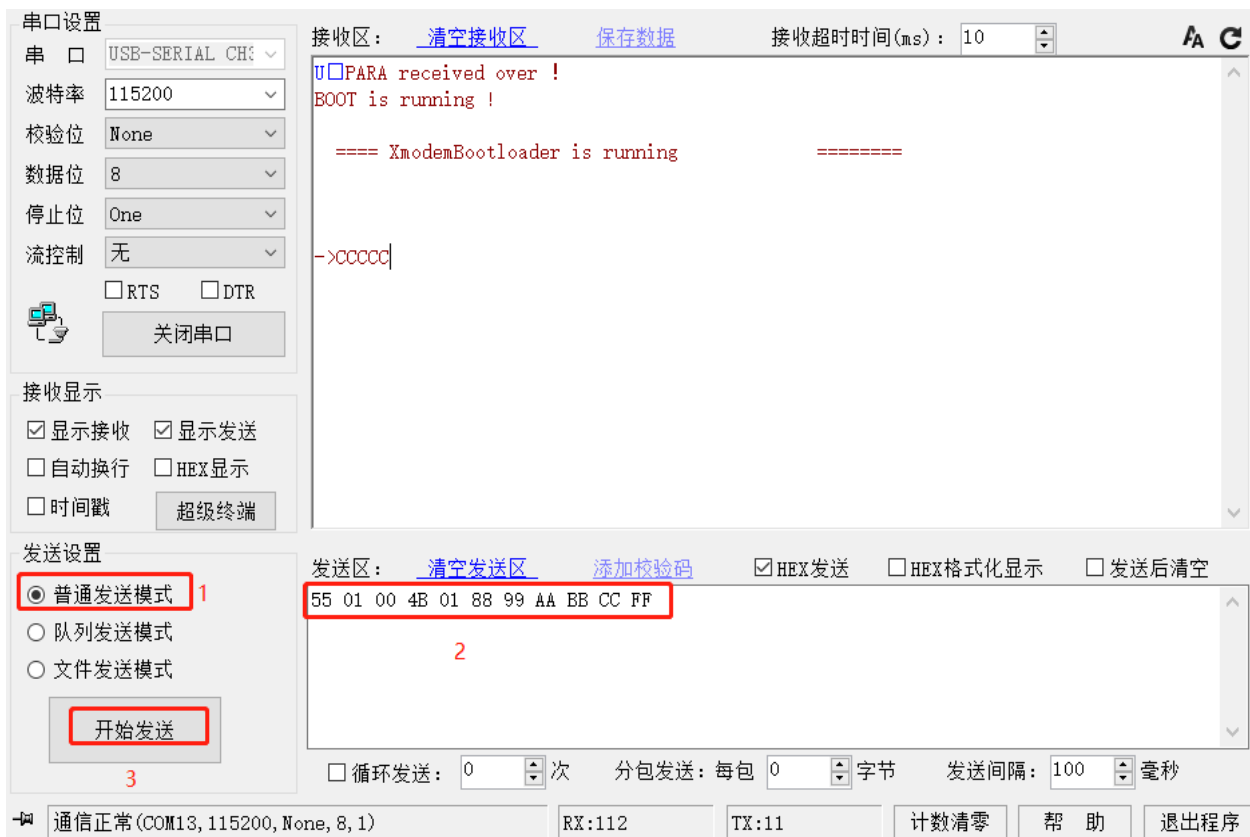 串口设置
串 口 USB-SERIAL CH3
波特率 115200
校验位 None
数据位 8
停止位 One
流控制 无
RTS DTR
关闭串口
接收显示
显示接收 显示发送
自动换行 HEX显示
时间戳 超级终端
发送设置
普通发送模式 1
队列发送模式
文件发送模式
开始发送
3
接收区: 清空接收区 保存数据 接收超时时间(ms): 10
U□PARA received over !
BOOT is running !
==== XmodemBootloader is running ========
->CCCCC
发送区: 清空发送区 添加校验码 HEX发送 HEX格式化显示 发送后清空
55 01 00 4B 01 88 99 AA BB CC FF
2
循环发送: 0 次 分包发送: 每包 0 字节 发送间隔: 100 毫秒
通信正常(COM13,115200,None,8,1) RX:112 TX:11 计数清零 帮 助 退出程序